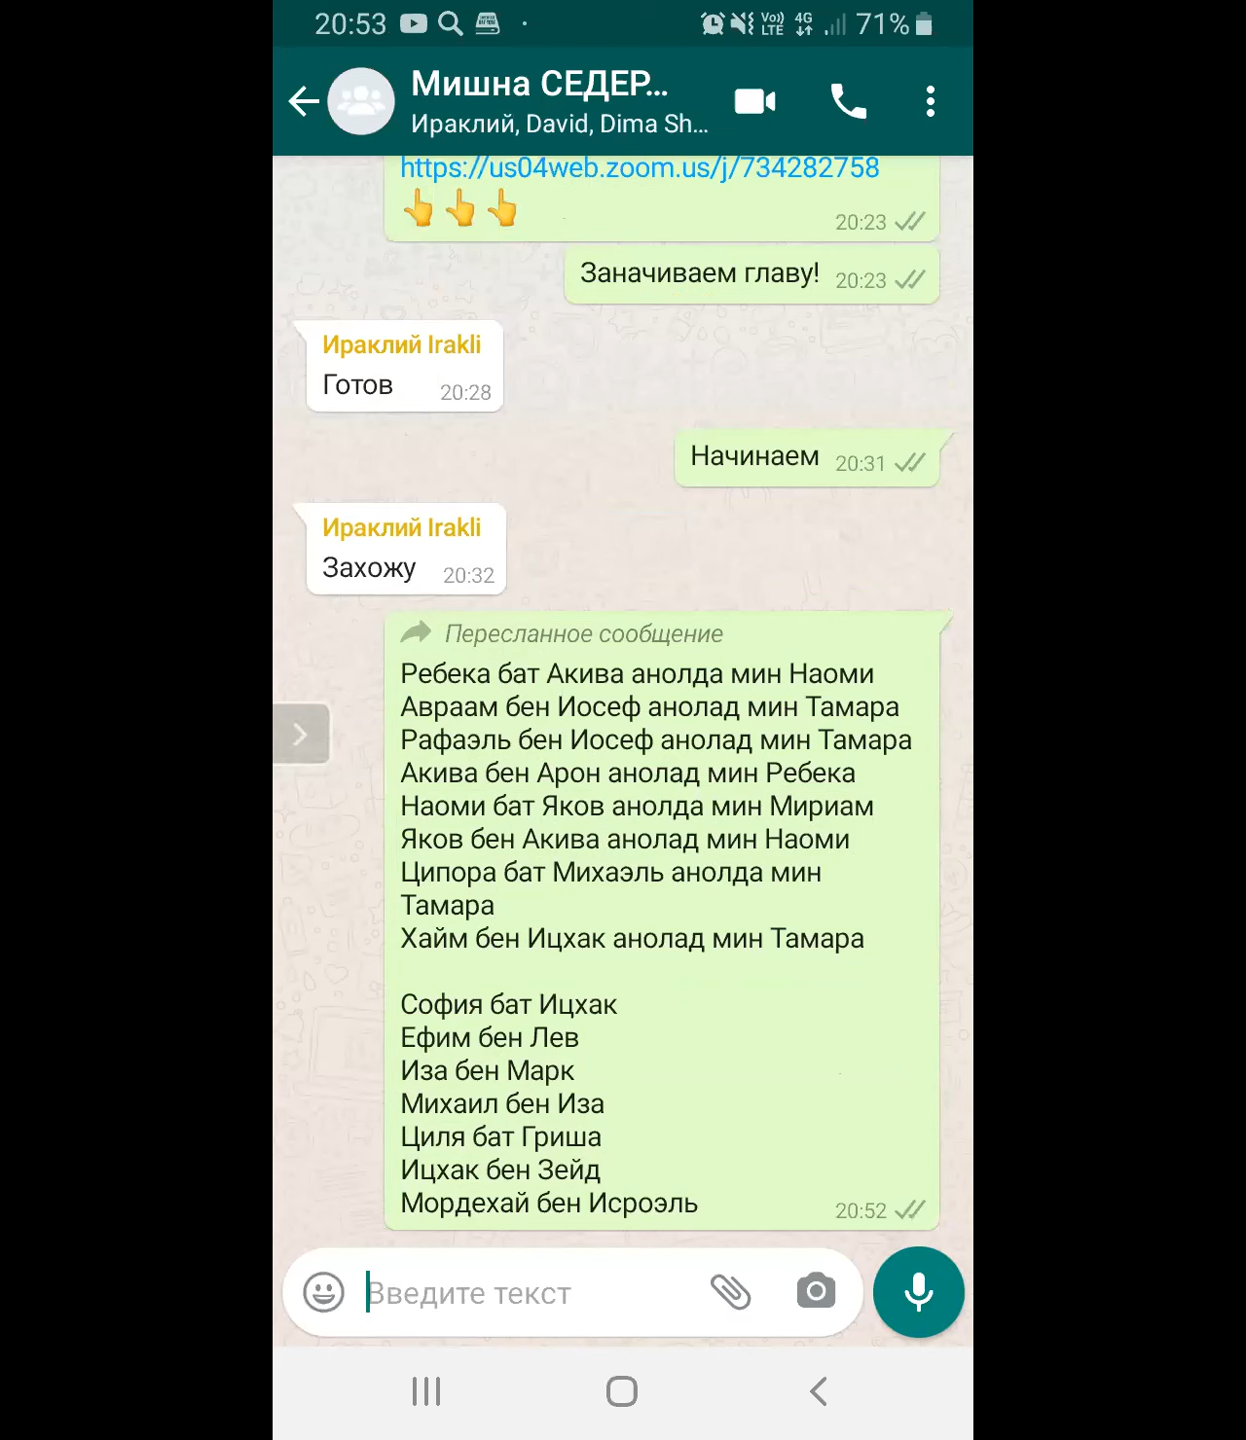 20:53
Vo)) LTE 4G 71%
Мишна СЕДЕР...
Ираклий, David, Dima Sh...
https://us04web.zoom.us/j/734282758
👆👆👆 20:23
Заначиваем главу! 20:23
Ираклий Irakli
Готов 20:28
Начинаем 20:31
Ираклий Irakli
Захожу 20:32
Пересланное сообщение
Ребека бат Акива анолда мин Наоми
Авраам бен Иосеф анолад мин Тамара
Рафаэль бен Иосеф анолад мин Тамара
Акива бен Арон анолад мин Ребека
Наоми бат Яков анолда мин Мириам
Яков бен Акива анолад мин Наоми
Ципора бат Михаэль анолда мин
Тамара
Хайм бен Ицхак анолад мин Тамара
София бат Ицхак
Ефим бен Лев
Иза бен Марк
Михаил бен Иза
Циля бат Гриша
Ицхак бен Зейд
Мордехай бен Исроэль 20:52
Введите текст